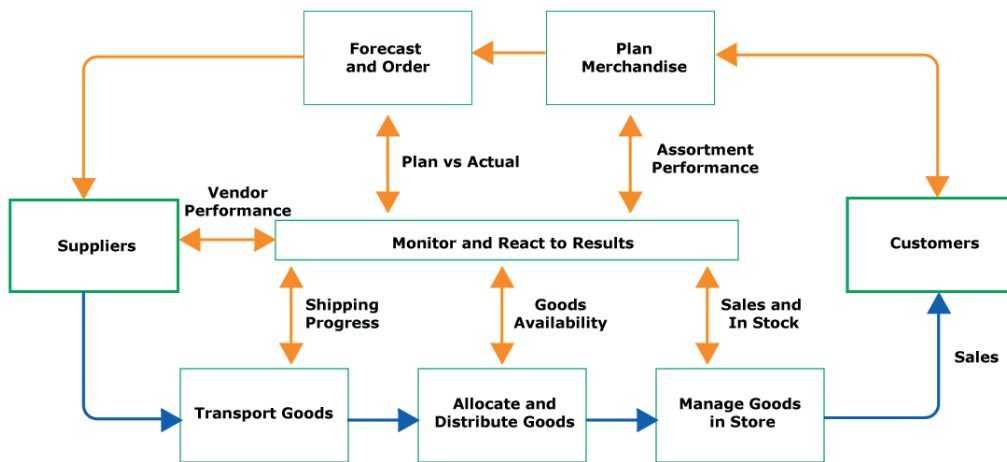 Forecast
and Order
Plan
Merchandise
Plan vs Actual
Assortment
Performance
Vendor
Performance
Suppliers
Monitor and React to Results
Customers
Shipping
Progress
Goods
Availability
Sales and
In Stock
Sales
Transport Goods
Allocate and
Distribute Goods
Manage Goods
in Store